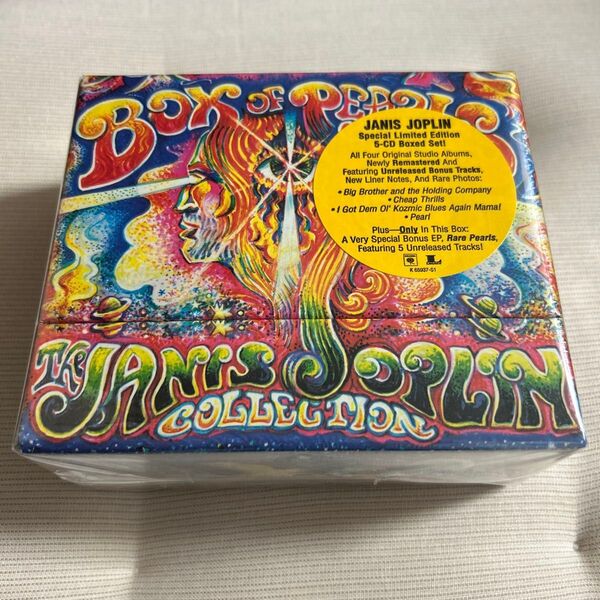 BOX OF PEARLS
JANIS JOPLIN
Special Limited Edition
5-CD Boxed Set!
All Four Original Studio Albums,
Newly Remastered And
Featuring Unreleased Bonus Tracks,
New Liner Notes, And Rare Photos:
• Big Brother and the Holding Company
• Cheap Thrills
• I Got Dem Ol' Kozmic Blues Again Mama!
• Pearl
Plus—Only In This Box:
A Very Special Bonus EP, Rare Pearls,
Featuring 5 Unreleased Tracks!
K 65937-S1
THE JANIS JOPLIN
COLLECTION